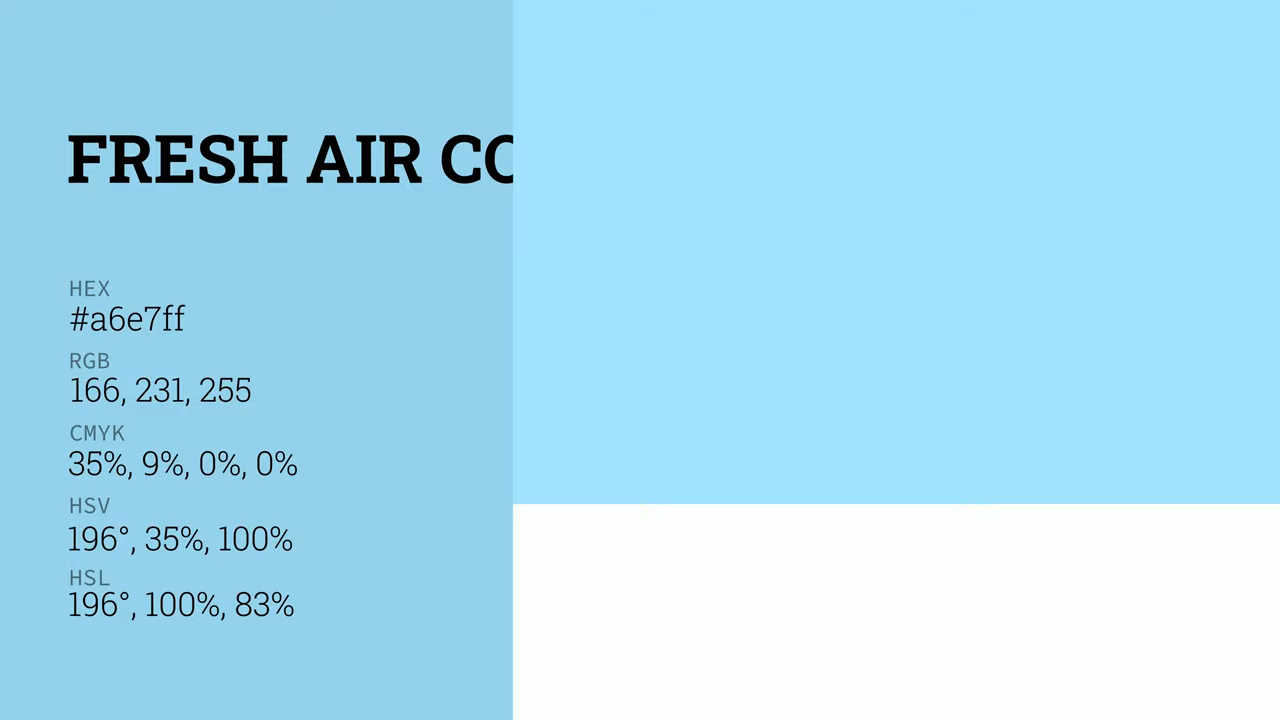 FRESH AIR CO
HEX
#a6e7ff
RGB
166, 231, 255
CMYK
35%, 9%, 0%, 0%
HSV
196°, 35%, 100%
HSL
196°, 100%, 83%